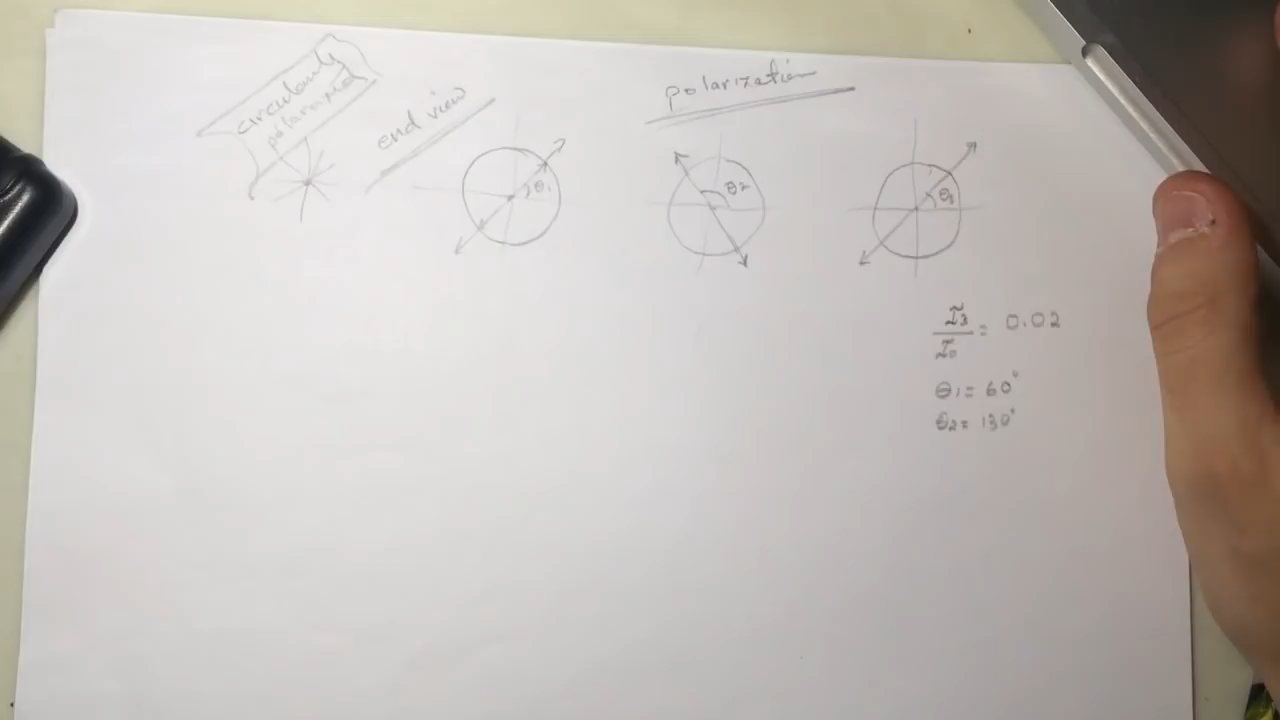 circularly
polarized
end view
polarization
θ1
θ2
θ3
I3/I0 = 0.02
θ1 = 60°
θ2 = 130°